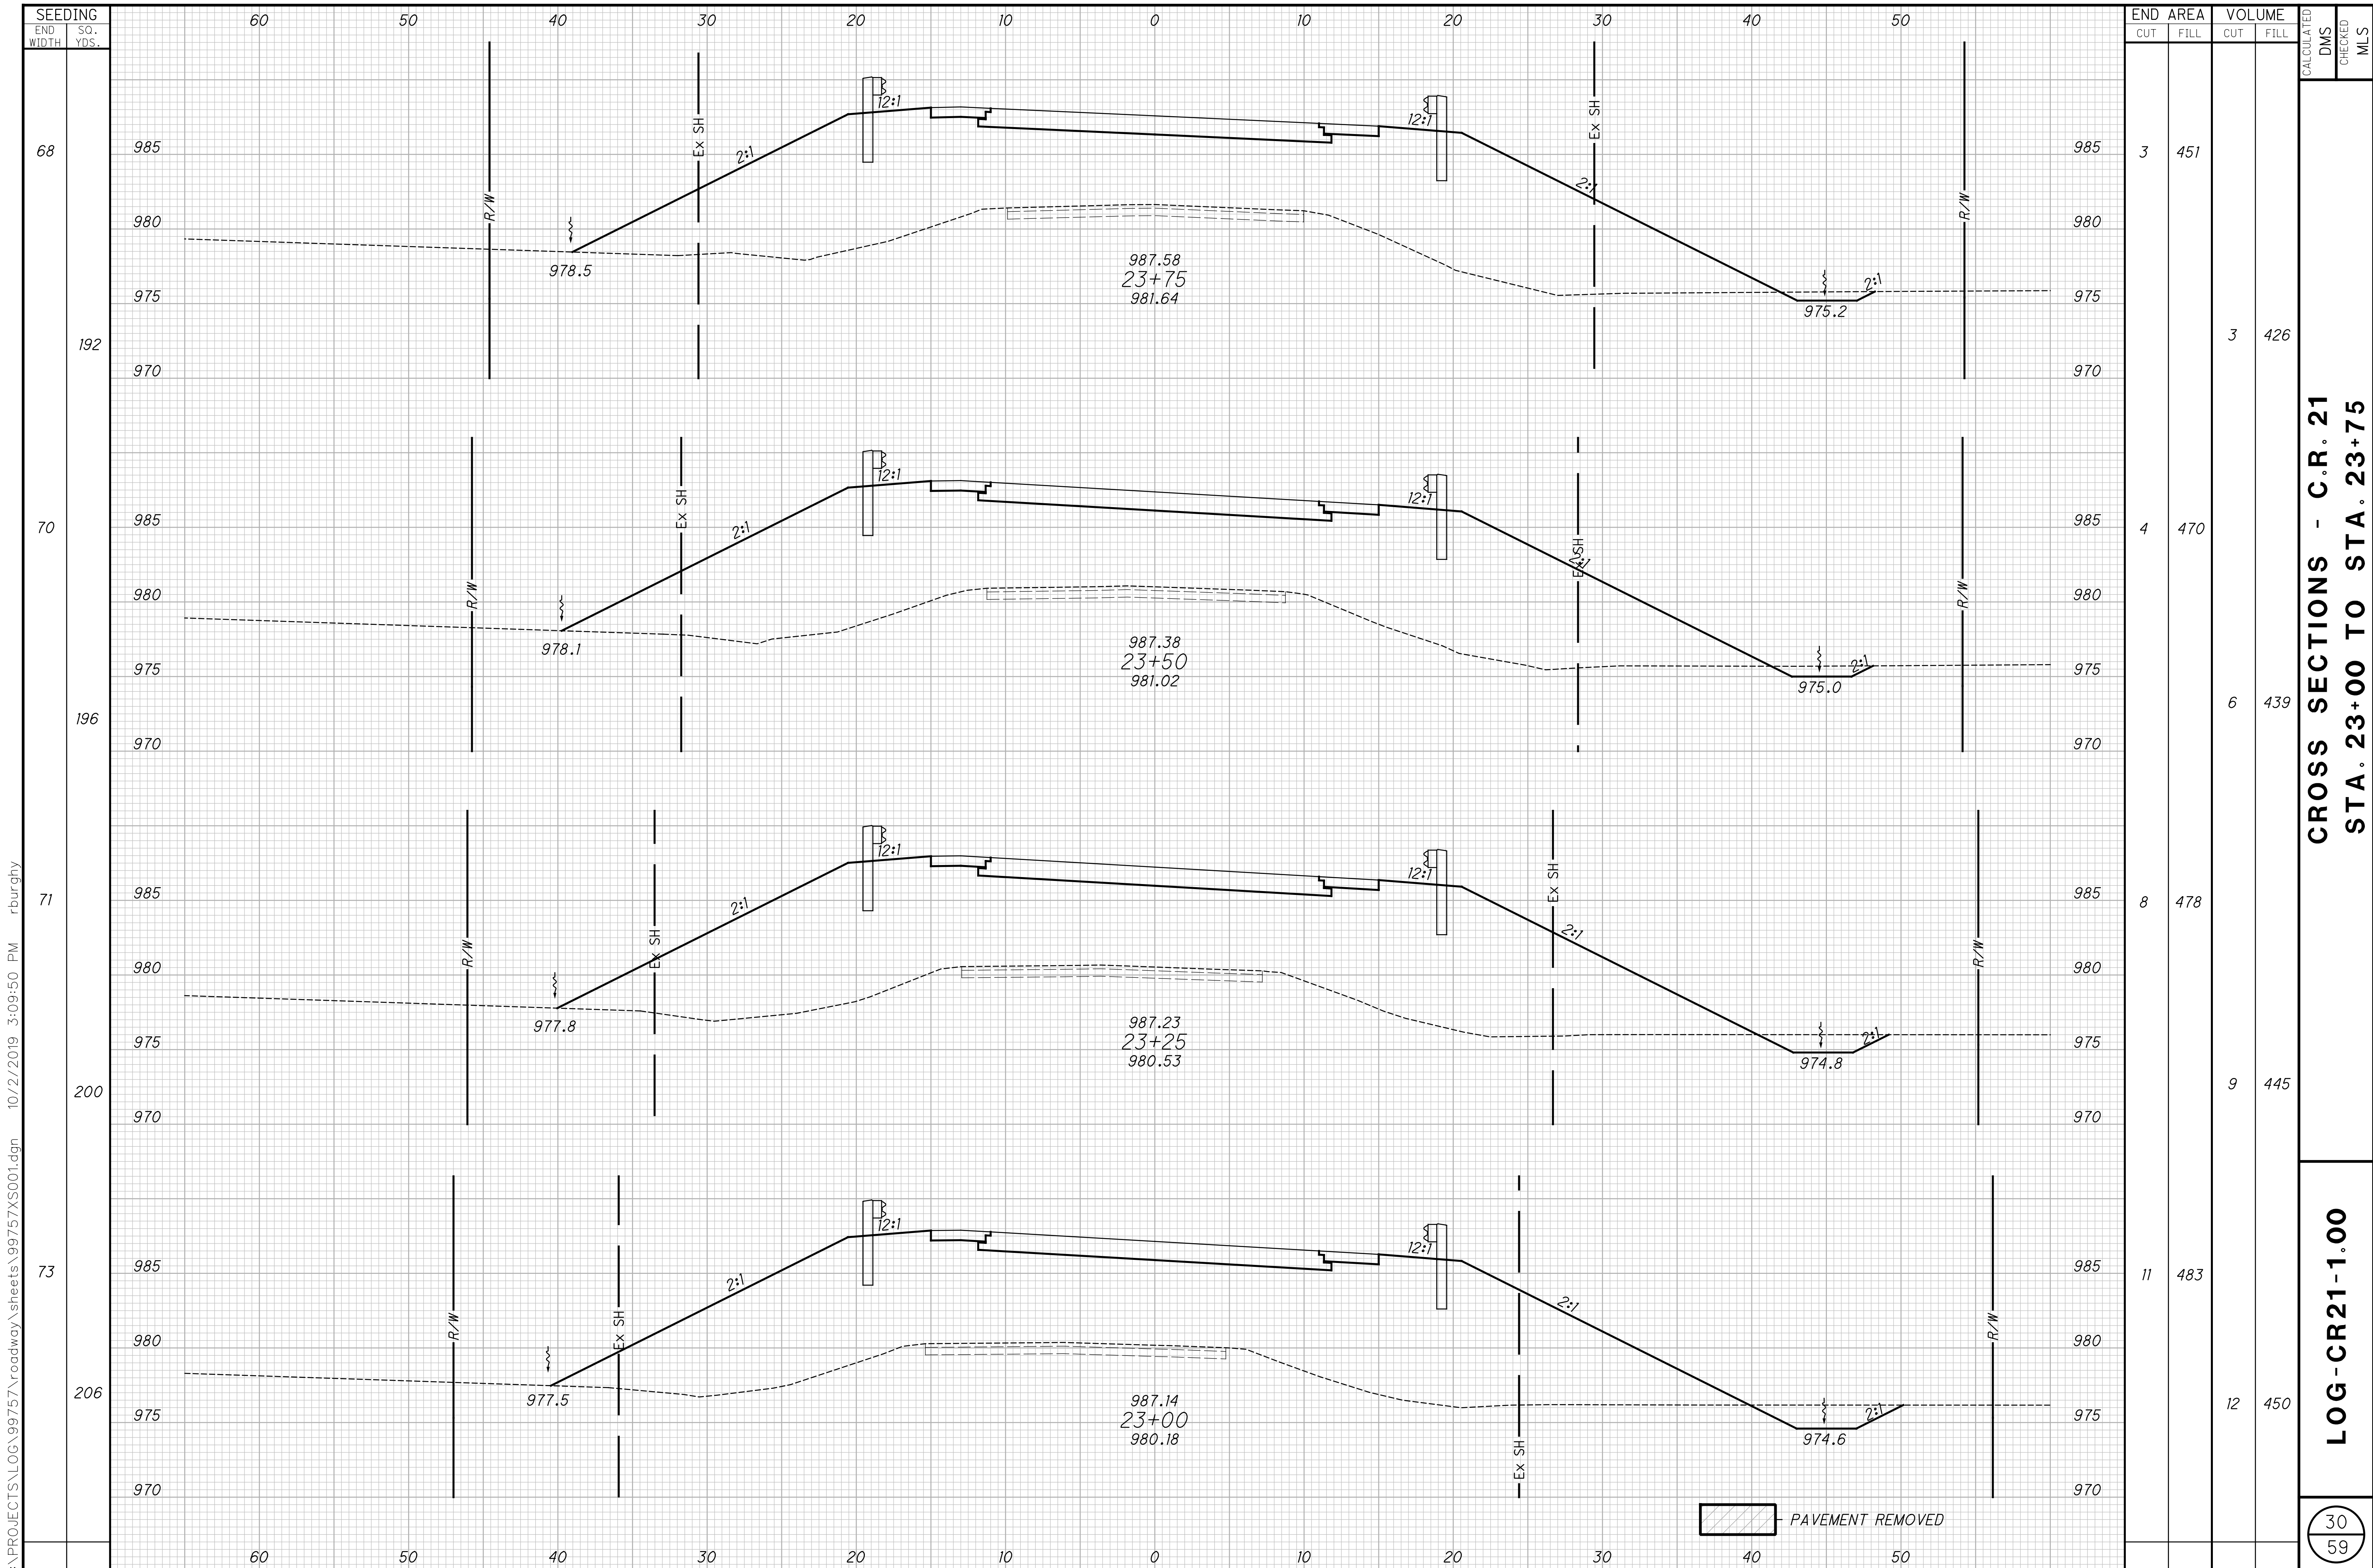 SEEDING
END WIDTH
SQ. YDS.
60 50 40 30 20 10 0 10 20 30 40 50
END AREA
VOLUME
CUT FILL CUT FILL
CALCULATED
DMS
CHECKED
MLS
68
R/W
Ex SH
2:1
12:1
12:1
2:1
Ex SH
2:1
R/W
985 985
980 980
975 975
970 970
978.5
987.58
23+75
981.64
975.2
3 451
192
3 426
70
R/W
Ex SH
2:1
12:1
12:1
2:1
Ex SH
2:1
R/W
985 985
980 980
975 975
970 970
978.1
987.38
23+50
981.02
975.0
4 470
196
6 439
71
R/W
Ex SH
2:1
12:1
12:1
2:1
Ex SH
2:1
R/W
985 985
980 980
975 975
970 970
977.8
987.23
23+25
980.53
974.8
8 478
200
9 445
73
R/W
Ex SH
2:1
12:1
12:1
2:1
Ex SH
2:1
R/W
985 985
980 980
975 975
970 970
977.5
987.14
23+00
980.18
974.6
11 483
206
12 450
PAVEMENT REMOVED
60 50 40 30 20 10 0 10 20 30 40 50
CROSS SECTIONS - C.R. 21
STA. 23+00 TO STA. 23+75
LOG-CR21-1.00
30
59
:\PROJECTS\LOG\99757\roadway\sheets\99757XS001.dgn 10/2/2019 3:09:50 PM rburghy